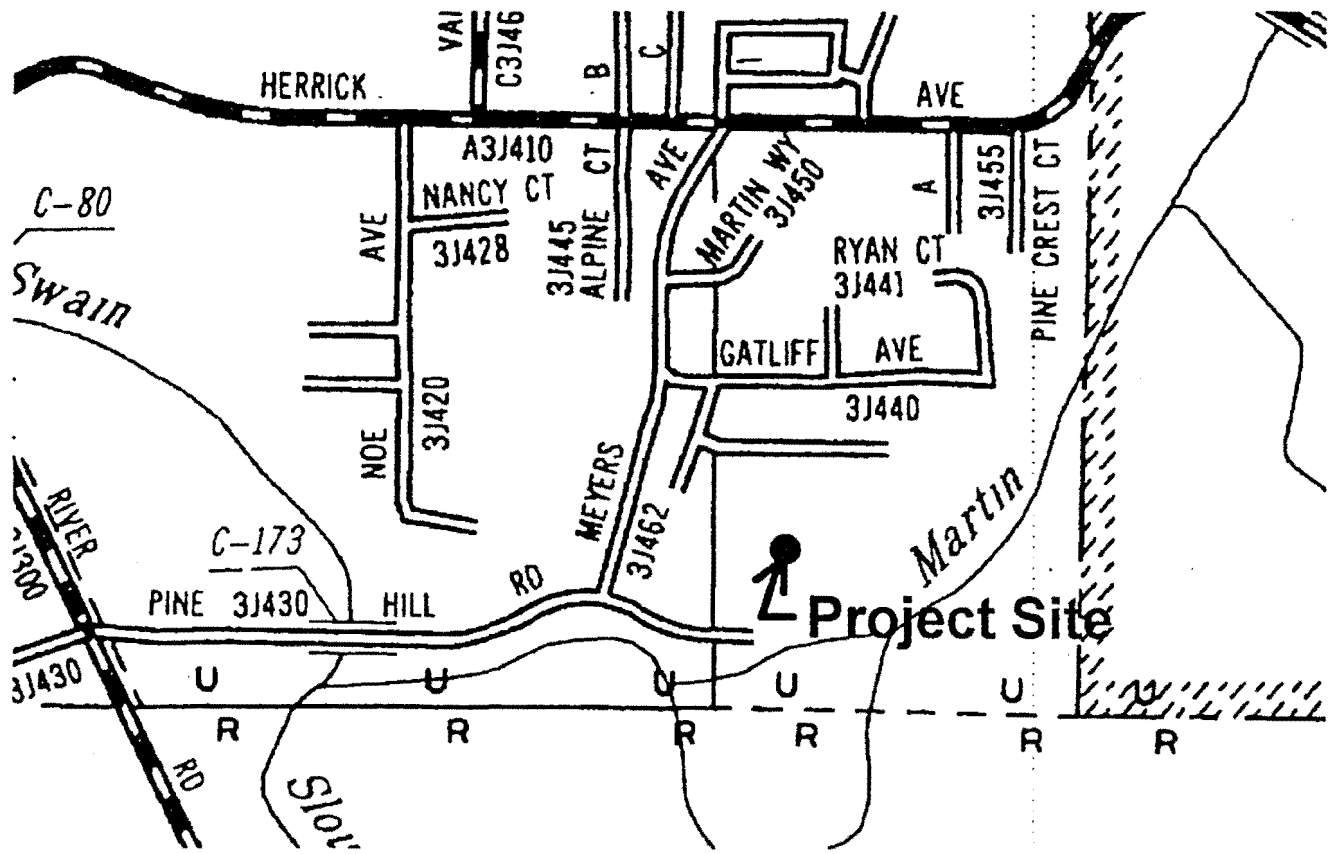 VAI
C3J46
B
C
HERRICK
AVE
A3J410
NANCY CT
3J428
AVE
3J445
ALPINE CT
AVE
MARTIN WY
3J450
A
3J455
PINE CREST CT
RYAN CT
3J441
C-80
Swain
GATLIFF AVE
3J440
NOE
3J420
MEYERS
3J462
Martin
RIVER
3J300
C-173
PINE 3J430 HILL RD
Project Site
3J430
U U U U U U
R R R R R R
RD
Slou